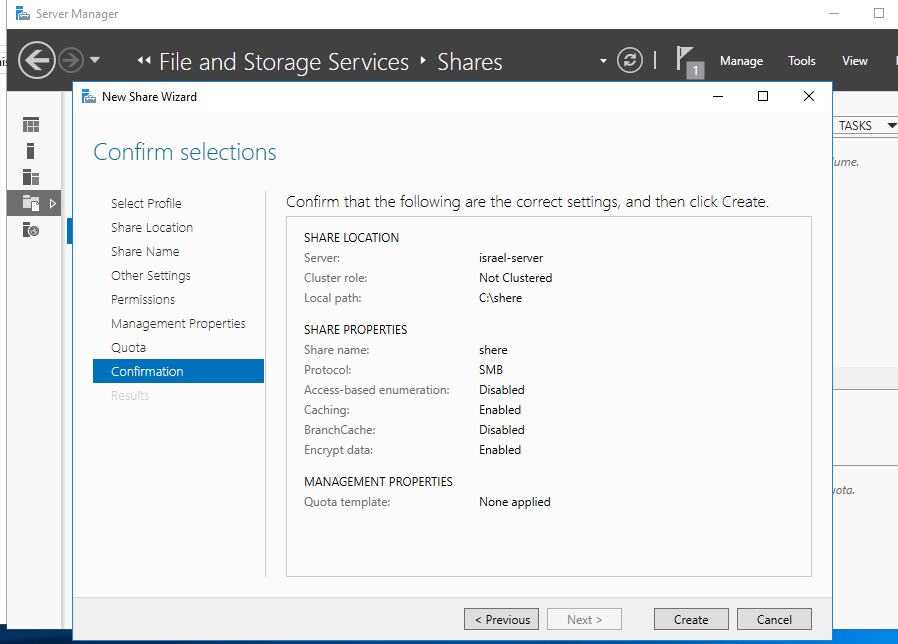 Server Manager
File and Storage Services Shares
1
Manage Tools View
New Share Wizard
TASKS
Confirm selections
ume.
Select Profile
Share Location
Share Name
Other Settings
Permissions
Management Properties
Quota
Confirmation
Results
Confirm that the following are the correct settings, and then click Create.
SHARE LOCATION
Server: israel-server
Cluster role: Not Clustered
Local path: C:\shere
SHARE PROPERTIES
Share name: shere
Protocol: SMB
Access-based enumeration: Disabled
Caching: Enabled
BranchCache: Disabled
Encrypt data: Enabled
MANAGEMENT PROPERTIES
Quota template: None applied
uota.
< Previous Next > Create Cancel